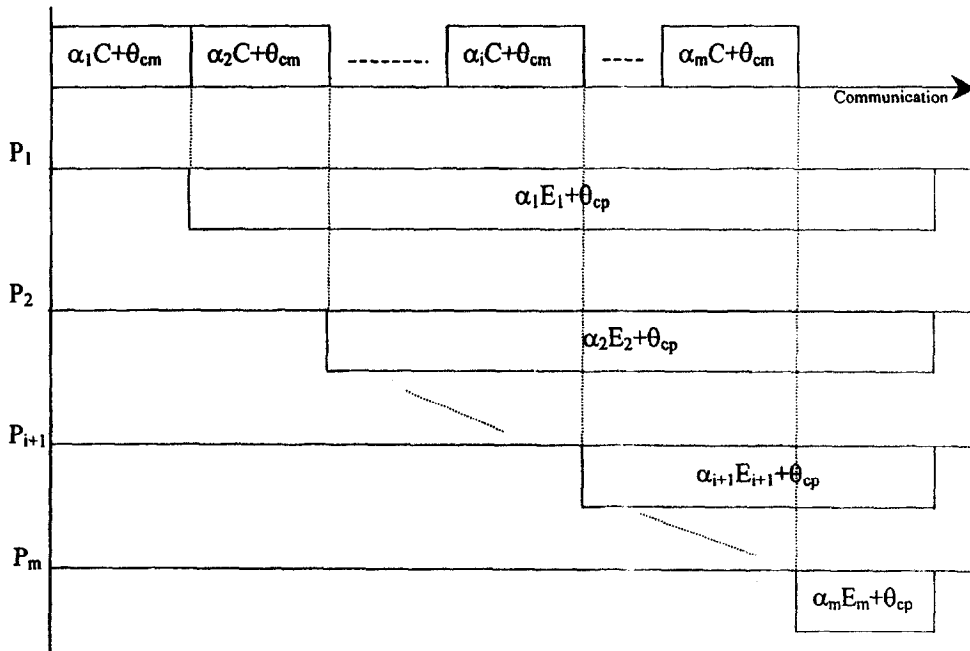 α₁C+θcm α₂C+θcm -------- αᵢC+θcm ---- αₘC+θcm
Communication
P₁
α₁E₁+θcp
P₂
α₂E₂+θcp
Pᵢ₊₁
αᵢ₊₁Eᵢ₊₁+θcp
Pₘ
αₘEₘ+θcp